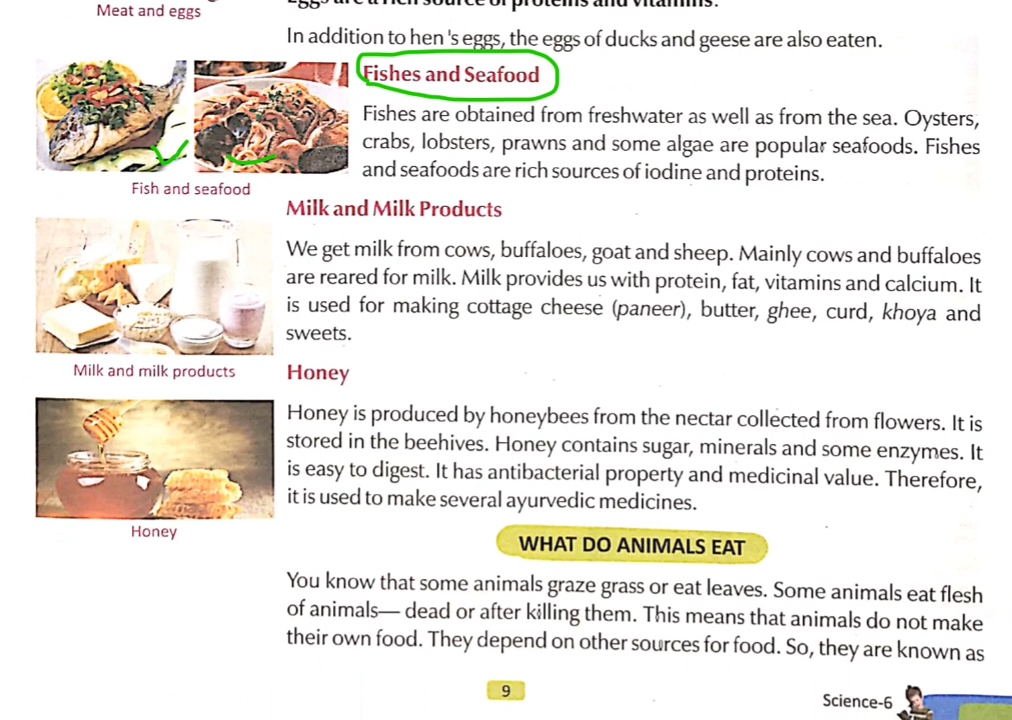 Meat and eggs
Eggs are a rich source of proteins and vitamins.
In addition to hen 's eggs, the eggs of ducks and geese are also eaten.
Fishes and Seafood
Fishes are obtained from freshwater as well as from the sea. Oysters,
crabs, lobsters, prawns and some algae are popular seafoods. Fishes
and seafoods are rich sources of iodine and proteins.
Fish and seafood
Milk and Milk Products
We get milk from cows, buffaloes, goat and sheep. Mainly cows and buffaloes
are reared for milk. Milk provides us with protein, fat, vitamins and calcium. It
is used for making cottage cheese (paneer), butter, ghee, curd, khoya and
sweets.
Milk and milk products
Honey
Honey is produced by honeybees from the nectar collected from flowers. It is
stored in the beehives. Honey contains sugar, minerals and some enzymes. It
is easy to digest. It has antibacterial property and medicinal value. Therefore,
it is used to make several ayurvedic medicines.
Honey
WHAT DO ANIMALS EAT
You know that some animals graze grass or eat leaves. Some animals eat flesh
of animals— dead or after killing them. This means that animals do not make
their own food. They depend on other sources for food. So, they are known as
9
Science-6